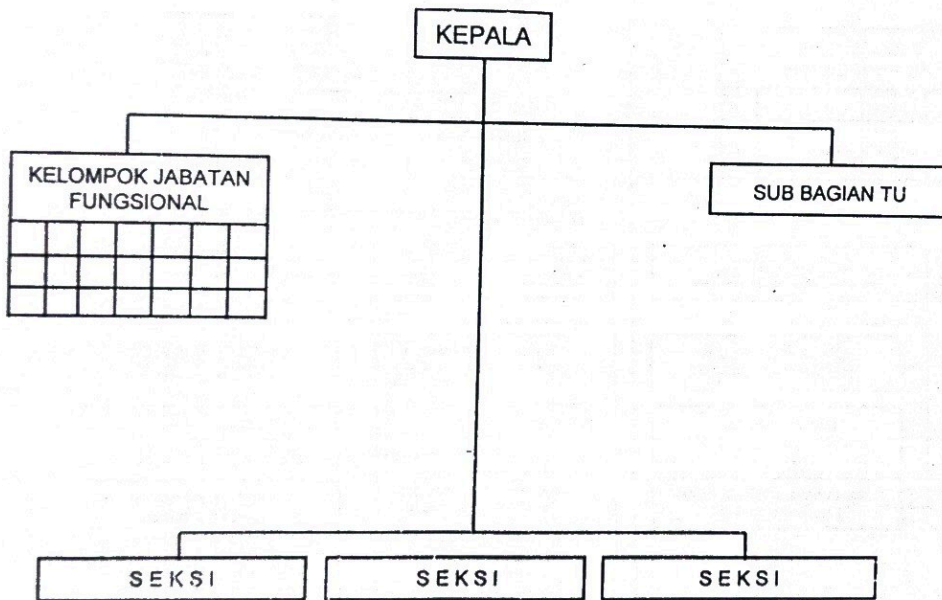 KEPALA
KELOMPOK JABATAN
FUNGSIONAL
SUB BAGIAN TU
SEKSI
SEKSI
SEKSI